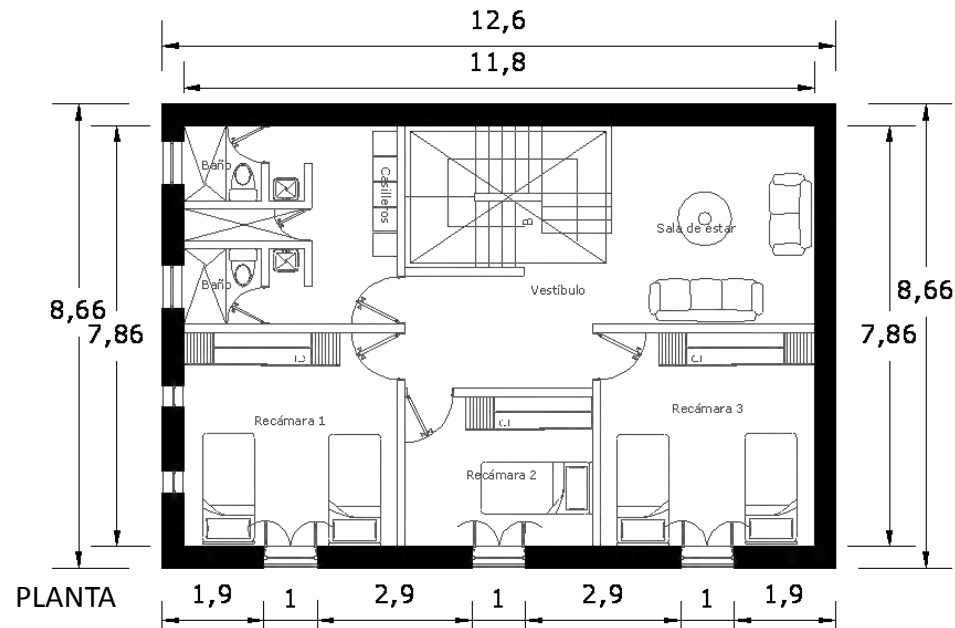 12,6
11,8
Baño
Casilleros
B
Sala de estar
Vestíbulo
Baño
8,66
7,86
8,66
7,86
Recámara 1
Recámara 3
Recámara 2
PLANTA
1,9
1
2,9
1
2,9
1
1,9